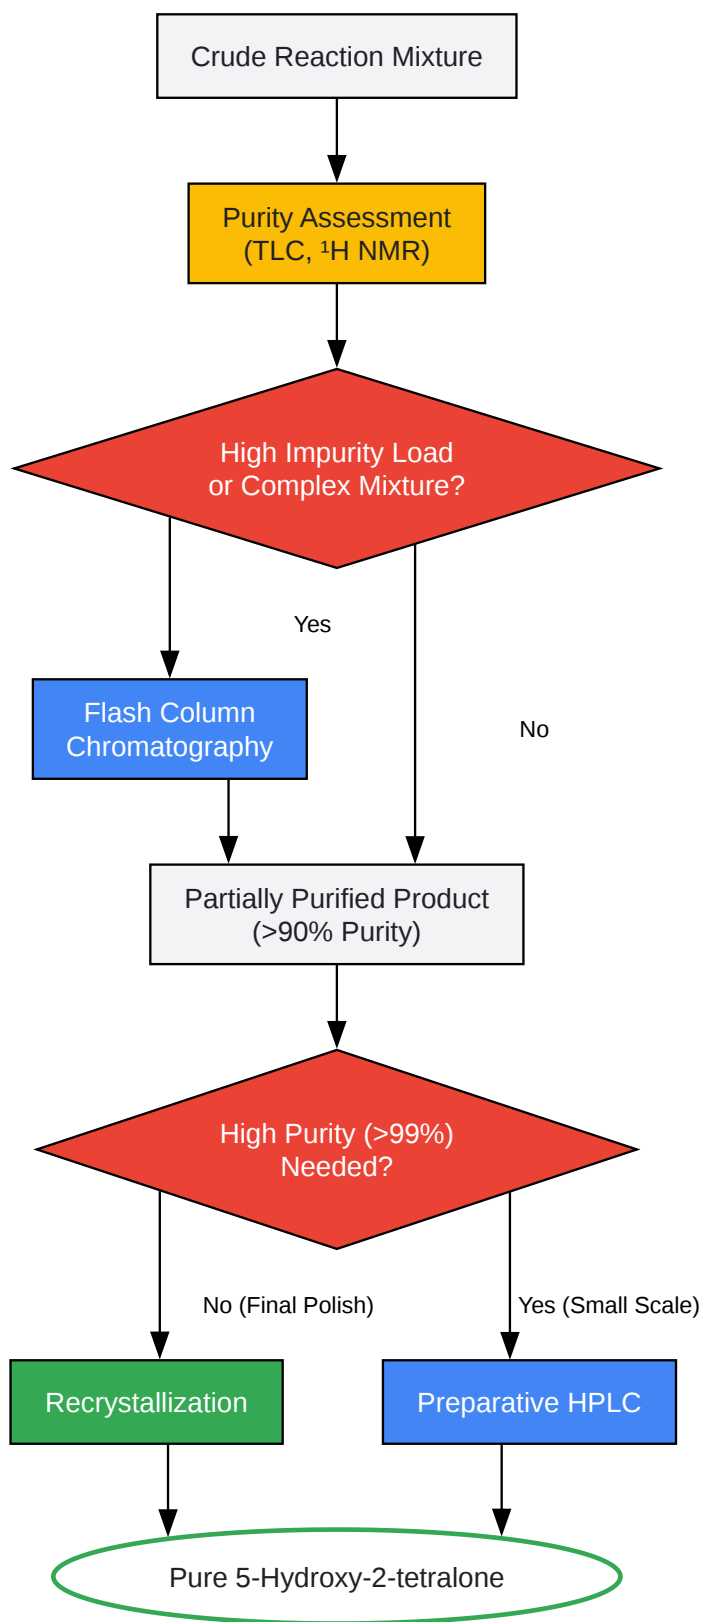 Crude Reaction Mixture
Purity Assessment
(TLC, ¹H NMR)
High Impurity Load
or Complex Mixture?
Yes
Flash Column
Chromatography
No
Partially Purified Product
(>90% Purity)
High Purity (>99%)
Needed?
No (Final Polish)
Yes (Small Scale)
Recrystallization
Preparative HPLC
Pure 5-Hydroxy-2-tetralone